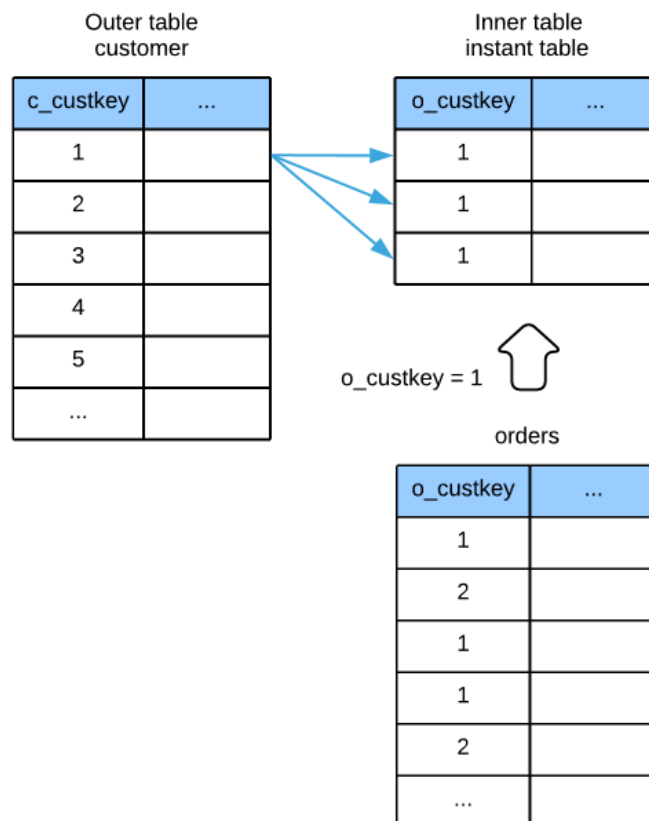 Outer table
customer
c_custkey ...
1
2
3
4
5
...
Inner table
instant table
o_custkey ...
1
1
1
o_custkey = 1
orders
o_custkey ...
1
2
1
1
2
...